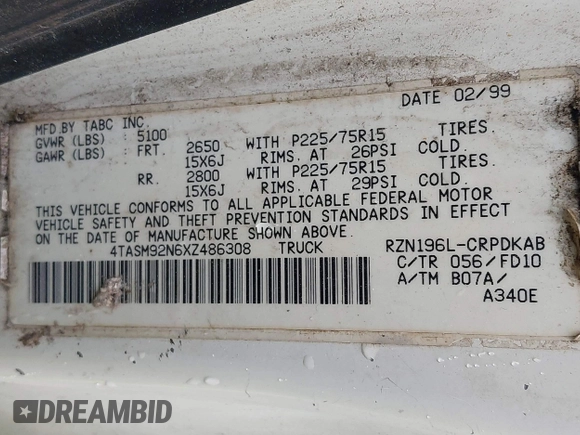 DATE 02/99
MFD BY TABC INC.
GVWR (LBS) : 5100
GAWR (LBS) : FRT. 2650 WITH P225/75R15 TIRES.
15X6J RIMS. AT 26PSI COLD.
RR. 2800 WITH P225/75R15 TIRES.
15X6J RIMS. AT 29PSI COLD.
THIS VEHICLE CONFORMS TO ALL APPLICABLE FEDERAL MOTOR
VEHICLE SAFETY AND THEFT PREVENTION STANDARDS IN EFFECT
ON THE DATE OF MANUFACTURE SHOWN ABOVE.
4TASM92N6XZ486308 TRUCK RZN196L-CRPDKAB
C/TR 056/FD10
A/TM B07A/
A340E
DREAMBID